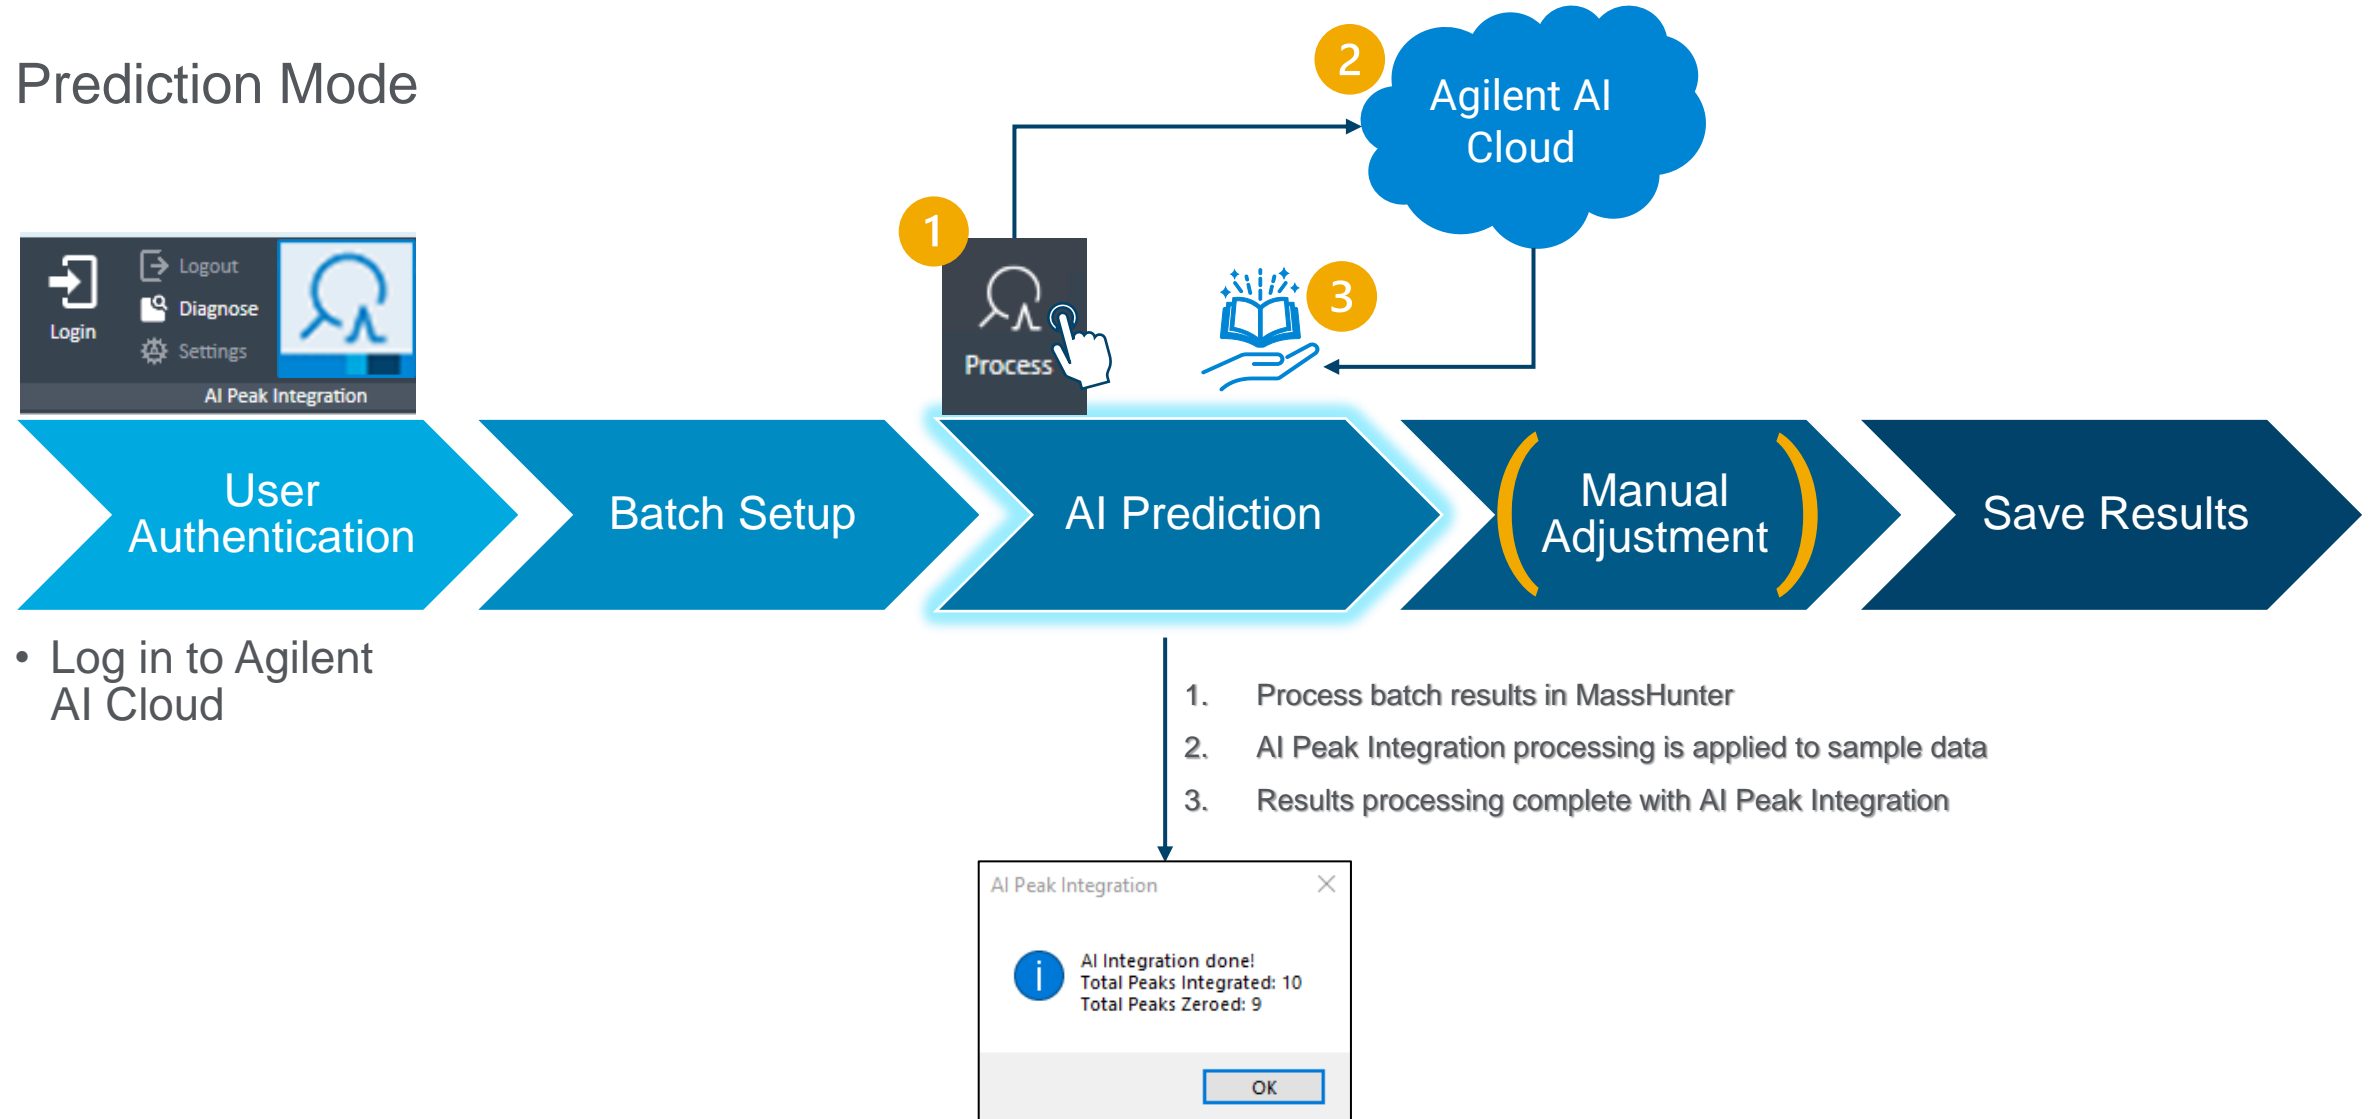 Prediction Mode
2
Agilent AI
Cloud
1
3
Login
Logout
Diagnose
Settings
AI Peak Integration
Process
User
Authentication
Batch Setup
AI Prediction
(Manual
Adjustment)
Save Results
• Log in to Agilent
AI Cloud
1. Process batch results in MassHunter
2. AI Peak Integration processing is applied to sample data
3. Results processing complete with AI Peak Integration
AI Peak Integration
AI Integration done!
Total Peaks Integrated: 10
Total Peaks Zeroed: 9
OK